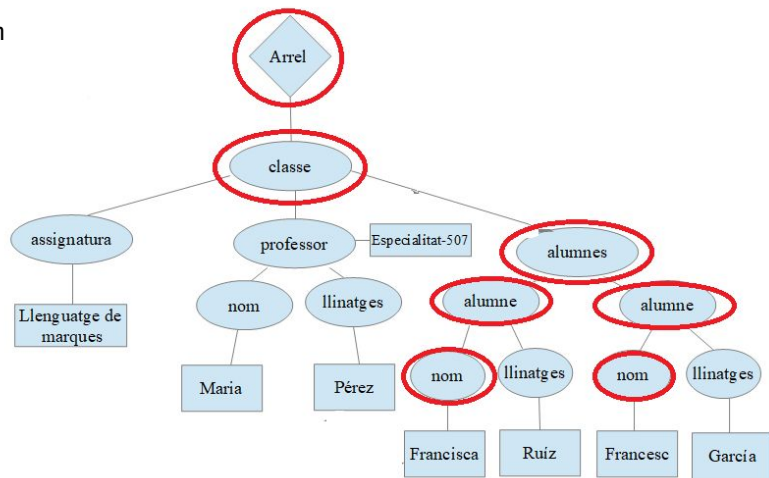 n
Arrel
classe
assignatura
professor
Especialitat-507
alumnes
nom
llinatges
alumne
alumne
Llenguatge de
marques
Maria
Pérez
nom
llinatges
nom
llinatges
Francisca
Ruíz
Francesc
García